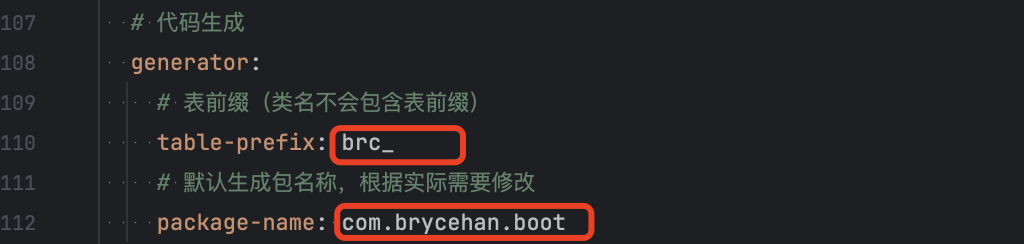 107 # 代码生成
108 generator:
109 # 表前缀（类名不会包含表前缀）
110 table-prefix: brc_
111 # 默认生成包名称，根据实际需要修改
112 package-name: com.brycehan.boot